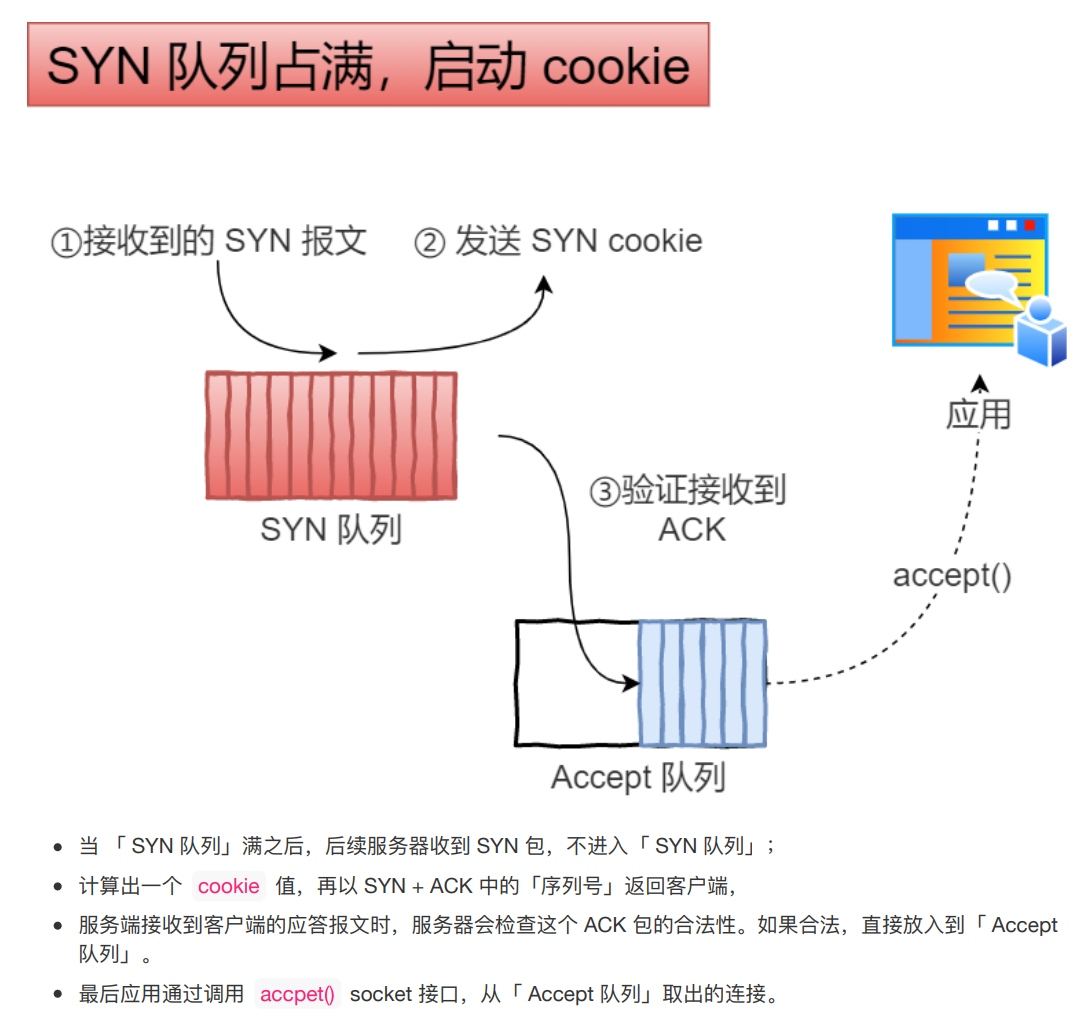 SYN 队列占满，启动 cookie
①接收到的 SYN 报文
② 发送 SYN cookie
SYN 队列
③验证接收到
ACK
应用
accept()
Accept 队列
当 「 SYN 队列」满之后，后续服务器收到 SYN 包，不进入「 SYN 队列」；
计算出一个 cookie 值，再以 SYN + ACK 中的「序列号」返回客户端，
服务端接收到客户端的应答报文时，服务器会检查这个 ACK 包的合法性。如果合法，直接放入到「 Accept
队列」。
最后应用通过调用 accpet() socket 接口，从「 Accept 队列」取出的连接。